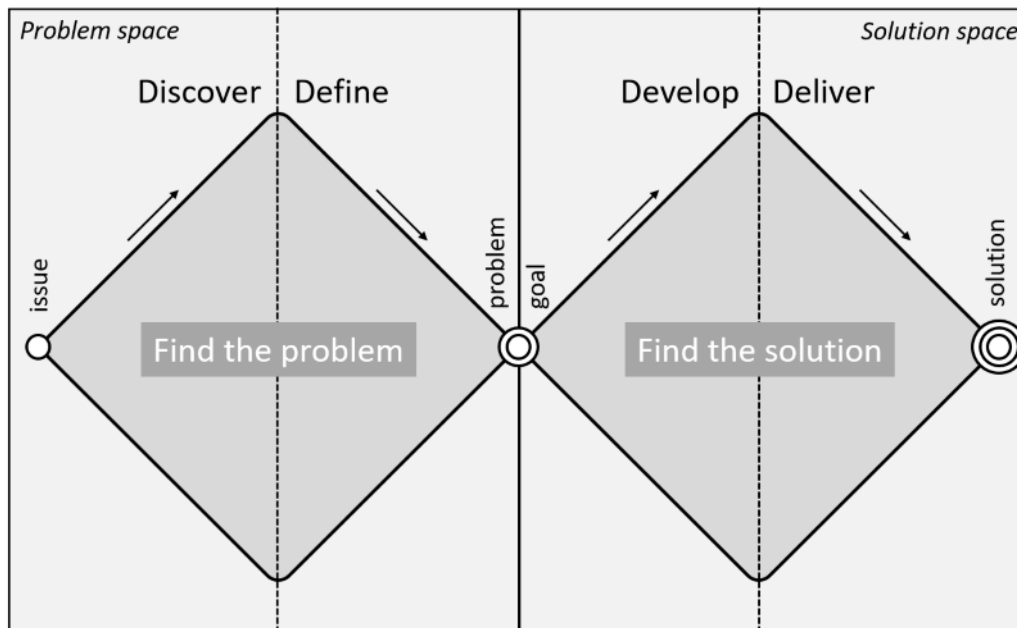 Problem space
Solution space
Discover
Define
Develop
Deliver
issue
problem
goal
solution
Find the problem
Find the solution